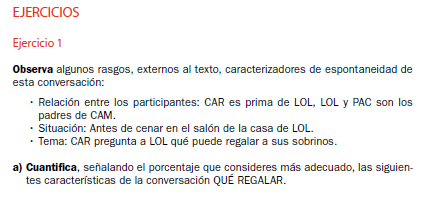 EJERCICIOS
Ejercicio 1
Observa algunos rasgos, externos al texto, caracterizadores de espontaneidad de
esta conversación:
· Relación entre los participantes: CAR es prima de LOL, LOL y PAC son los
padres de CAM.
· Situación: Antes de cenar en el salón de la casa de LOL.
· Tema: CAR pregunta a LOL qué puede regalar a sus sobrinos.
a) Cuantifica, señalando el porcentaje que consideres más adecuado, las siguien-
tes características de la conversación QUÉ REGALAR.